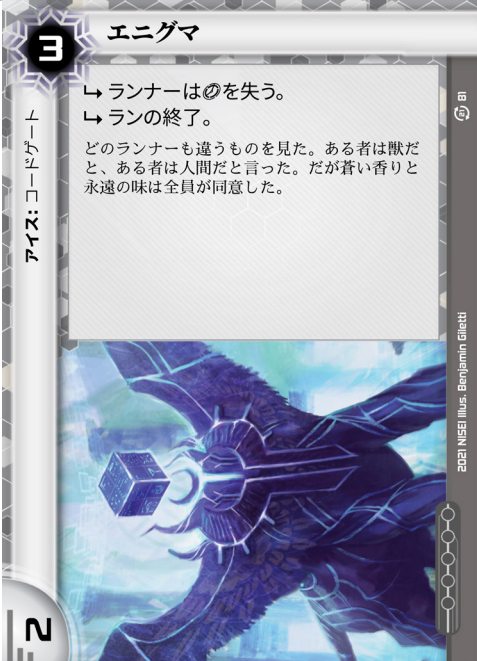 3
エニグマ
アイス: コードゲート
↳ ランナーはを失う。
↳ ランの終了。
どのランナーも違うものを見た。ある者は獣だ
と、ある者は人間だと言った。だが蒼い香りと
永遠の味は全員が同意した。
81
2021 NISEI Illus. Benjamin Giletti
2